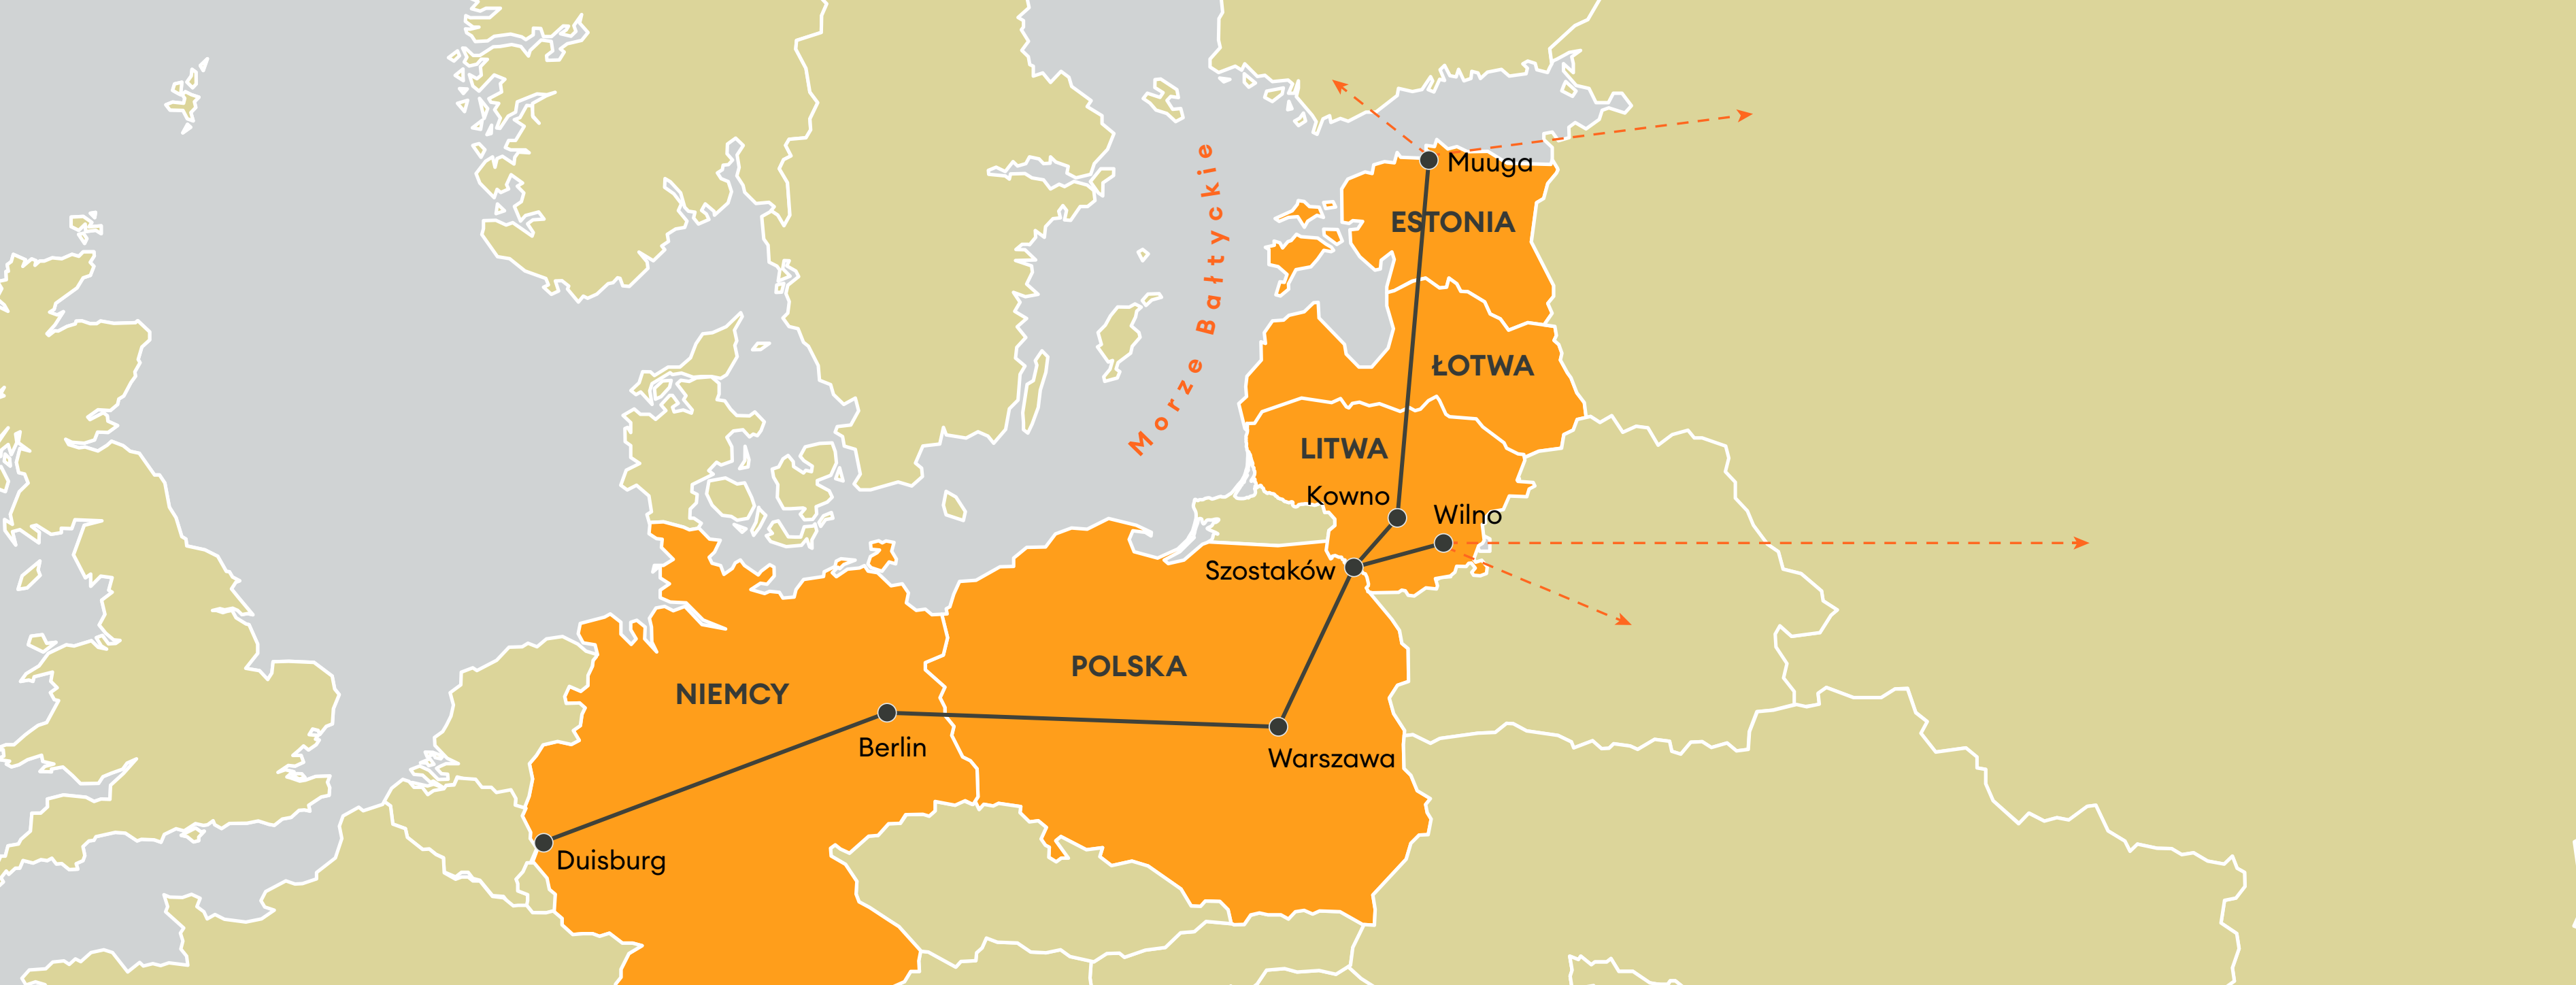 Muuga
ESTONIA
Morze Bałtyckie
ŁOTWA
LITWA
Kowno
Wilno
Szostaków
POLSKA
NIEMCY
Berlin
Warszawa
Duisburg